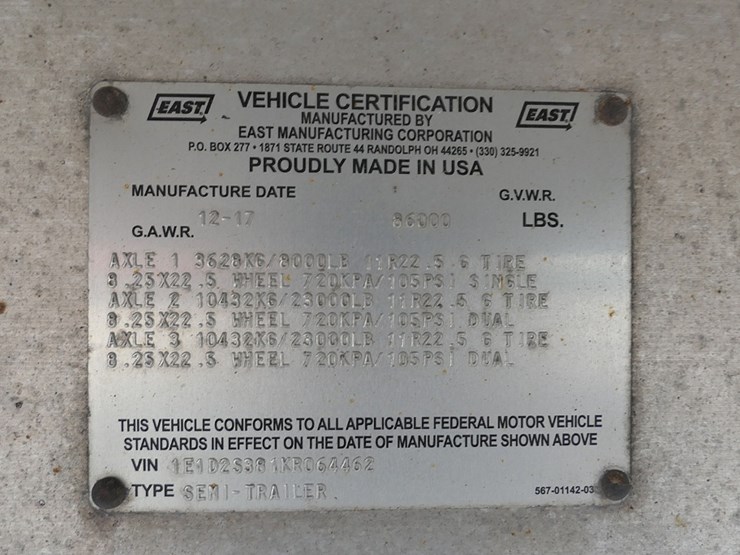 EAST VEHICLE CERTIFICATION EAST
MANUFACTURED BY
EAST MANUFACTURING CORPORATION
P.O. BOX 277 • 1871 STATE ROUTE 44 RANDOLPH OH 44265 • (330) 325-9921
PROUDLY MADE IN USA
MANUFACTURE DATE G.V.W.R.
12-17 86000 LBS.
G.A.W.R.
AXLE 1 3628KG/8000LB 11R22.5 G TIRE
8.25X22.5 WHEEL 720KPA/105PSI SINGLE
AXLE 2 10432KG/23000LB 11R22.5 G TIRE
8.25X22.5 WHEEL 720KPA/105PSI DUAL
AXLE 3 10432KG/23000LB 11R22.5 G TIRE
8.25X22.5 WHEEL 720KPA/105PSI DUAL
THIS VEHICLE CONFORMS TO ALL APPLICABLE FEDERAL MOTOR VEHICLE
STANDARDS IN EFFECT ON THE DATE OF MANUFACTURE SHOWN ABOVE
VIN
TYPE SEMI-TRAILER 567-01142-03